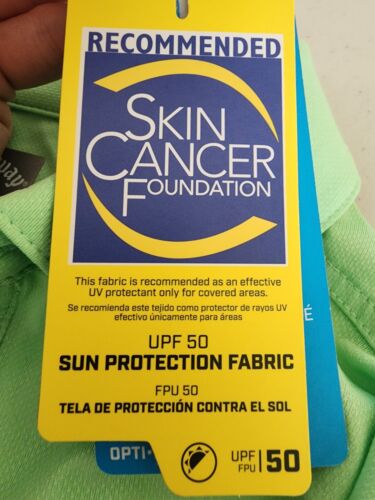 RECOMMENDED
SKIN
CANCER
FOUNDATION
This fabric is recommended as an effective
UV protectant only for covered areas.
Se recomienda este tejido como protector de rayos UV
efectivo únicamente para áreas
UPF 50
SUN PROTECTION FABRIC
FPU 50
TELA DE PROTECCIÓN CONTRA EL SOL
OPTI-
UPF
FPU
50